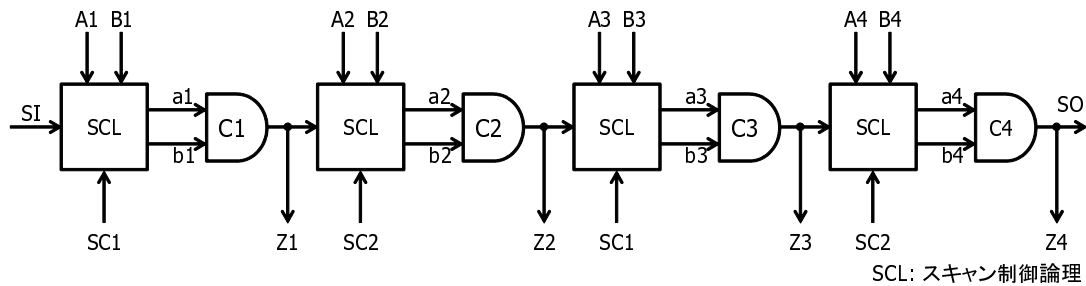 A1 B1 A2 B2 A3 B3 A4 B4
SI SCL a1 b1 C1 SCL a2 b2 C2 SCL a3 b3 C3 SCL a4 b4 C4 SO
SC1 Z1 SC2 Z2 SC1 Z3 SC2 Z4
SCL: スキャン制御論理